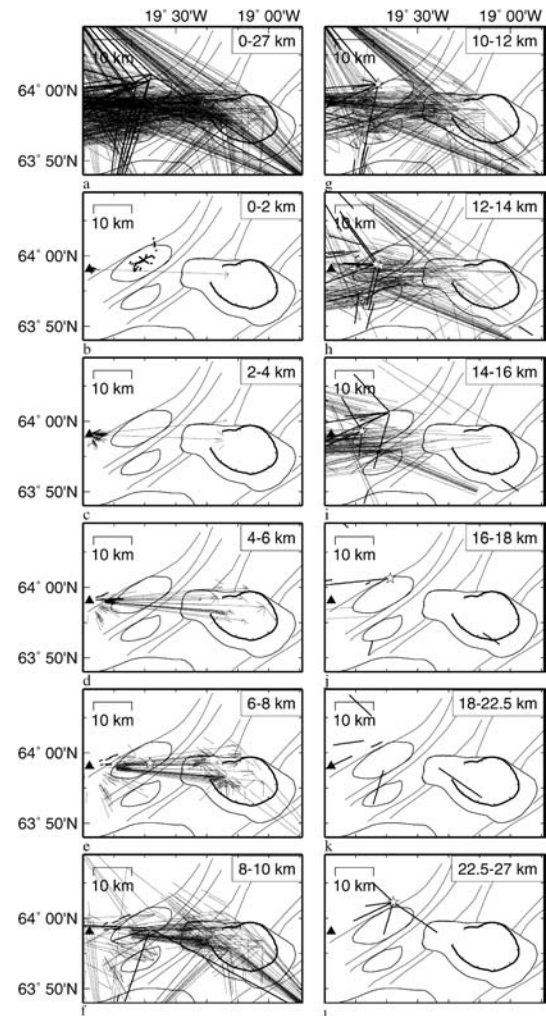 19° 30'W 19° 00'W 19° 30'W 19° 00'W
64° 00'N
63° 50'N
10 km
0-27 km
a
10 km
10-12 km
g
64° 00'N
63° 50'N
10 km
0-2 km
b
10 km
12-14 km
h
64° 00'N
63° 50'N
10 km
2-4 km
c
10 km
14-16 km
i
64° 00'N
63° 50'N
10 km
4-6 km
d
10 km
16-18 km
j
64° 00'N
63° 50'N
10 km
6-8 km
e
10 km
18-22.5 km
k
64° 00'N
63° 50'N
10 km
8-10 km
f
10 km
22.5-27 km
l